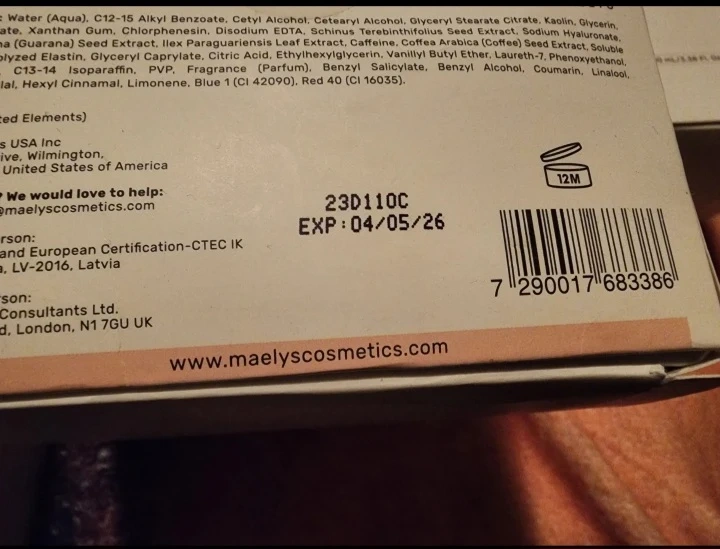 : Water (Aqua), C12-15 Alkyl Benzoate, Cetyl Alcohol, Cetearyl Alcohol, Glyceryl Stearate Citrate, Kaolin, Glycerin,
ate, Xanthan Gum, Chlorphenesin, Disodium EDTA, Schinus Terebinthifolius Seed Extract, Sodium Hyaluronate,
na (Guarana) Seed Extract, Ilex Paraguariensis Leaf Extract, Caffeine, Coffea Arabica (Coffee) Seed Extract, Soluble
olyzed Elastin, Glyceryl Caprylate, Citric Acid, Ethylhexylglycerin, Vanillyl Butyl Ether, Laureth-7, Phenoxyethanol,
, C13-14 Isoparaffin, PVP, Fragrance (Parfum), Benzyl Salicylate, Benzyl Alcohol, Coumarin, Linalool,
ial, Hexyl Cinnamal, Limonene, Blue 1 (CI 42090), Red 40 (CI 16035).
ted Elements)
s USA Inc
ive, Wilmington,
United States of America
? We would love to help:
@maelyscosmetics.com
erson:
and European Certification-CTEC IK
a, LV-2016, Latvia
son:
Consultants Ltd.
d, London, N1 7GU UK
23D110C
EXP:04/05/26
12M
7 290017 683386
www.maelyscosmetics.com